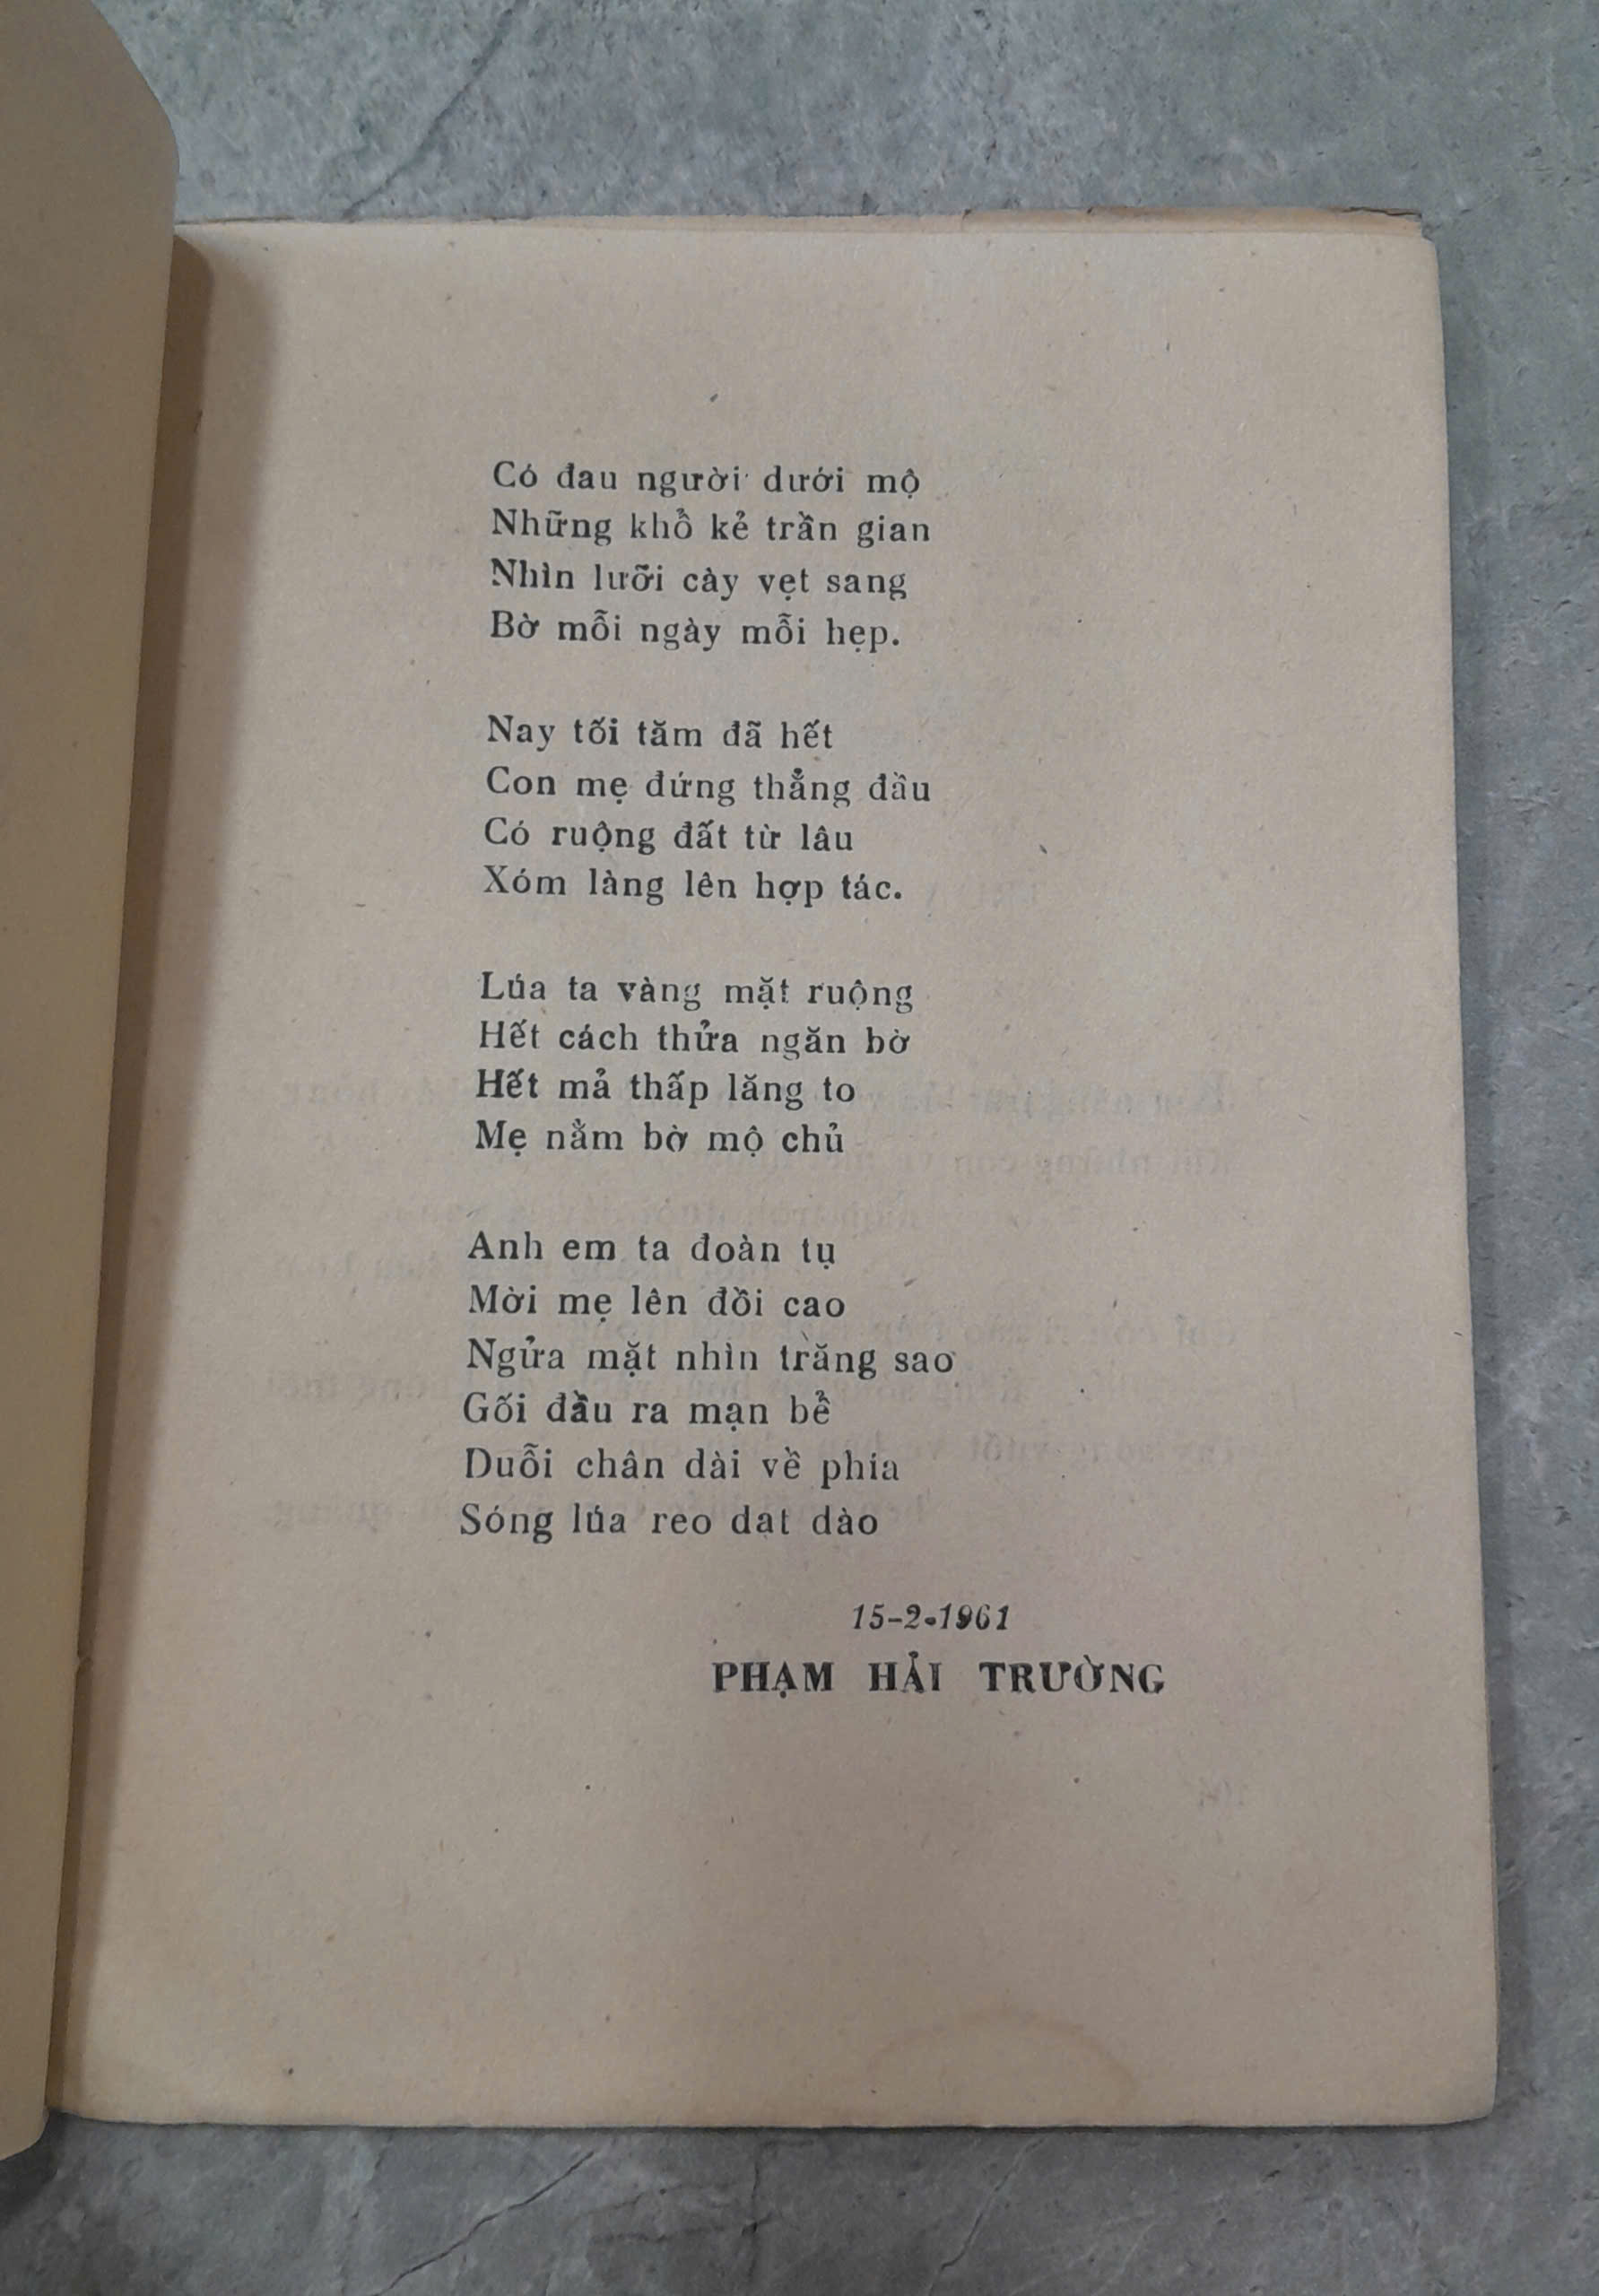 Có đau người dưới mộ
Những khổ kẻ trần gian
Nhìn lưỡi cày vẹt sang
Bờ mỗi ngày mỗi hẹp.
Nay tối tăm đã hết
Con mẹ đứng thẳng đầu
Có ruộng đất từ lâu
Xóm làng lên hợp tác.
Lúa ta vàng mặt ruộng
Hết cách thửa ngăn bờ
Hết mả thấp lăng to
Mẹ nằm bờ mộ chủ
Anh em ta đoàn tụ
Mời mẹ lên đồi cao
Ngửa mặt nhìn trăng sao
Gối đầu ra mạn bể
Duỗi chân dài về phía
Sóng lúa reo dạt dào
15-2-1961
PHẠM HẢI TRƯỜNG